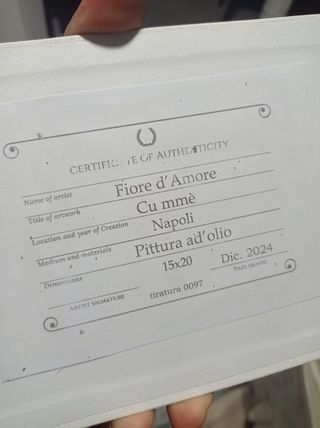 CERTIFIC TE OF AUTHENTICITY
Name of artist Fiore d'Amore
Title of artwork Cu mmè
Location and year of Creation Napoli
Medium and materials Pittura ad'olio
Dimensions 15x20 Dic. 2024
ARTIST SIGNATURE tiratura 0097 DATE SIGNED